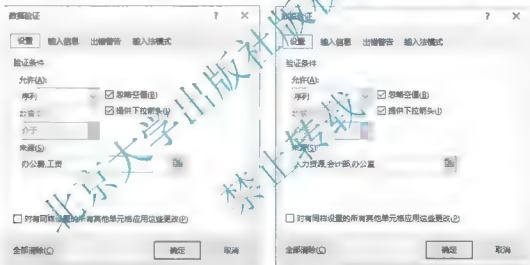 数据验证 ? ×
设置 输入信息 出错警告 输入法模式
验证条件
允许(A):
序列 忽略空值(B)
数据 提供下拉箭头(I)
介于
来源(S):
办公费,工资
对有同样设置的所有其他单元格应用这些更改(P)
全部清除(C) 确定 取消
数据验证 ? ×
设置 输入信息 出错警告 输入法模式
验证条件
允许(A):
序列 忽略空值(B)
提供下拉箭头(I)
来源(S):
人力资源,会计部,办公室
对有同样设置的所有其他单元格应用这些更改(P)
全部清除(C) 确定 取消
北京大学出版社版权
禁止转载